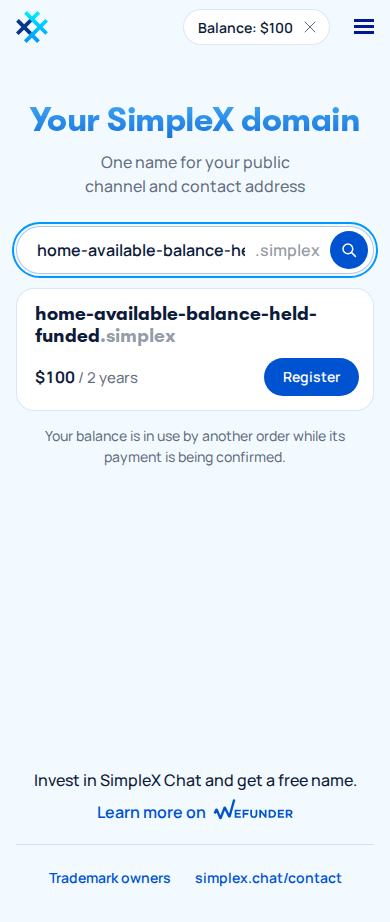 Balance: $100
Your SimpleX domain
One name for your public
channel and contact address
home-available-balance-he .simplex
home-available-balance-held-
funded.simplex
$100 / 2 years
Register
Your balance is in use by another order while its
payment is being confirmed.
Invest in SimpleX Chat and get a free name.
Learn more on WEFUNDER
Trademark owners simplex.chat/contact